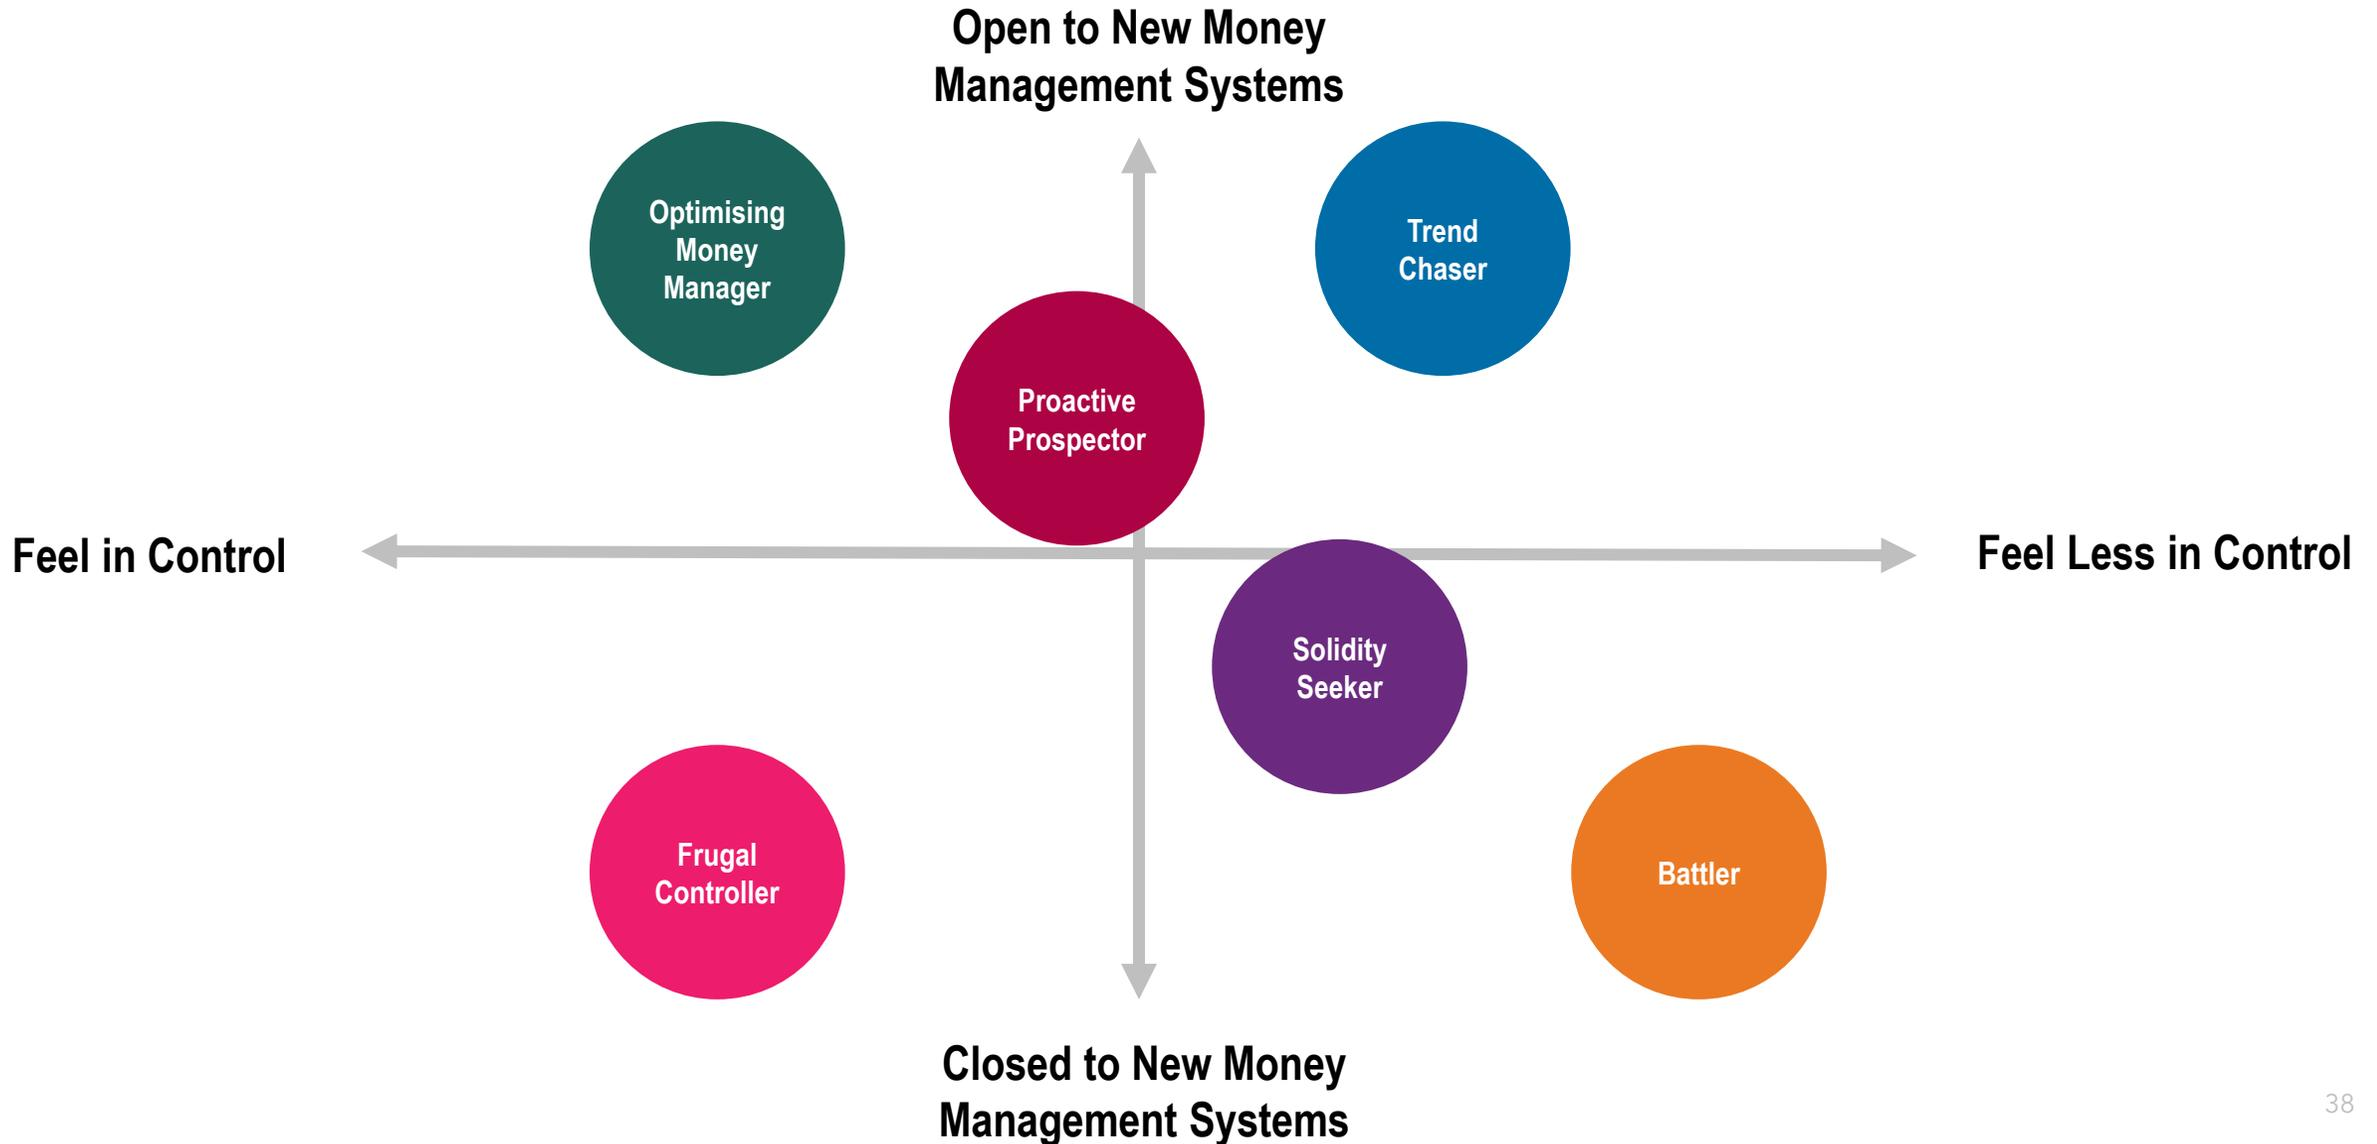 Open to New Money
Management Systems
Optimising
Money
Manager
Trend
Chaser
Proactive
Prospector
Feel in Control
Feel Less in Control
Solidity
Seeker
Frugal
Controller
Battler
Closed to New Money
Management Systems
38